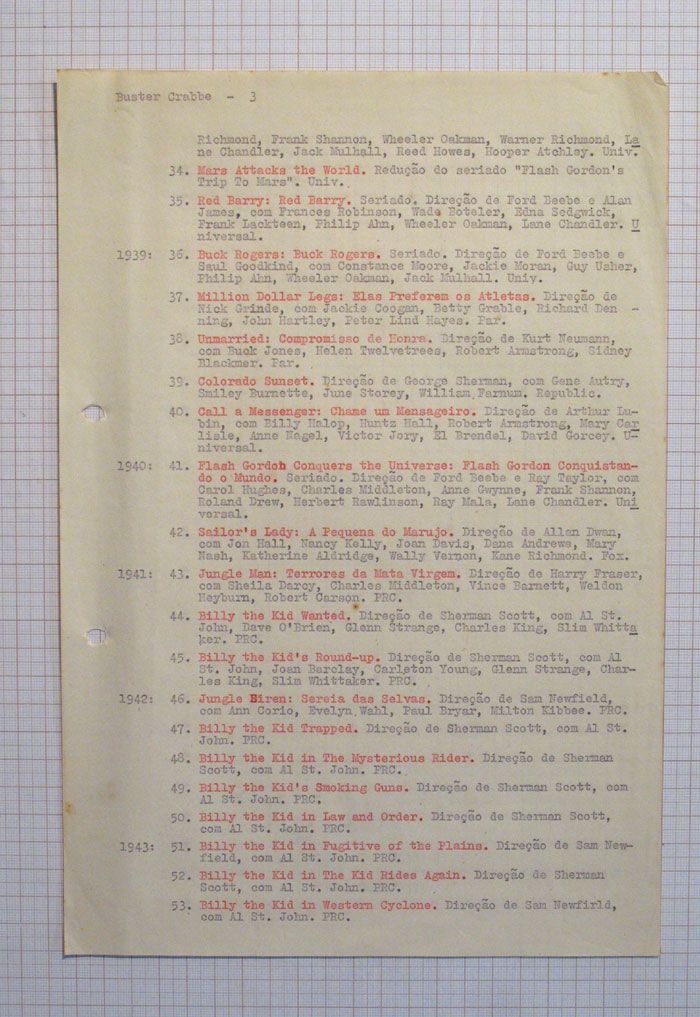 Buster Crabbe - 3
Richmond, Frank Shannon, Wheeler Oakman, Warner Richmond, La
ne Chandler, Jack Mulhall, Reed Howes, Hooper Atchley. Univ.
34. Mars Attacks the World. Redução do seriado "Flash Gordon's
Trip To Mars". Univ.
35. Red Barry: Red Barry. Seriado. Direção de Ford Beebe e Alan
James, com Frances Robinson, Wade Boteler, Edna Sedgwick,
Frank Lackteen, Philip Ahn, Wheeler Oakman, Lane Chandler. U
niversal.
1939: 36. Buck Rogers: Buck Rogers. Seriado. Direção de Ford Beebe e
Saul Goodkind, com Constance Moore, Jackie Moran, Guy Usher,
Philip Ahn, Wheeler Oakman, Jack Mulhall. Univ.
37. Million Dollar Legs: Elas Preferem os Atletas. Direção de
Nick Grinde, com Jackie Coogan, Betty Grable, Richard Den -
ning, John Hartley, Peter Lind Hayes. Par.
38. Unmarried: Compromisso de Honra. Direção de Kurt Neumann,
com Buck Jones, Helen Twelvetrees, Robert Armstrong, Sidney
Blackmer. Par.
39. Colorado Sunset. Direção de George Sherman, com Gene Autry,
Smiley Burnette, June Storey, William Farnum. Republic.
40. Call a Messenger: Chame um Mensageiro. Direção de Arthur Lu-
bin, com Billy Halop, Huntz Hall, Robert Armstrong, Mary Car
lisle, Anne Nagel, Victor Jory, El Brendel, David Gorcey. U-
niversal.
1940: 41. Flash Gordon Conquers the Universe: Flash Gordon Conquistan-
do o Mundo. Seriado. Direção de Ford Beebe e Ray Taylor, com
Carol Hughes, Charles Middleton, Anne Gwynne, Frank Shannon,
Roland Drew, Herbert Rawlinson, Ray Mala, Lane Chandler. Uni
versal.
42. Sailor's Lady: A Pequena do Marujo. Direção de Allan Dwan,
com Jon Hall, Nancy Kelly, Joan Davis, Dana Andrews, Mary
Nash, Katherine Aldridge, Wally Vernon, Kane Richmond. Fox.
1941: 43. Jungle Man: Terrores da Mata Virgem. Direção de Harry Fraser,
com Sheila Darcy, Charles Middleton, Vince Barnett, Weldon
Heyburn, Robert Carson. PRC.
44. Billy the Kid Wanted. Direção de Sherman Scott, com Al St.
John, Dave O'Brien, Glenn Strange, Charles King, Slim Whitta
ker. PRC.
45. Billy the Kid's Round-up. Direção de Sherman Scott, com Al
St. John, Joan Barclay, Carleton Young, Glenn Strange, Char-
les King, Slim Whittaker. PRC.
1942: 46. Jungle Siren: Sereia das Selvas. Direção de Sam Newfield,
com Ann Corio, Evelyn Wahl, Paul Bryar, Milton Kibbee. PRC.
47. Billy the Kid Trapped. Direção de Sherman Scott, com Al St.
John. PRC.
48. Billy the Kid in The Mysterious Rider. Direção de Sherman
Scott, com Al St. John. PRC.
49. Billy the Kid's Smoking Guns. Direção de Sherman Scott, com
Al St. John. PRC.
50. Billy the Kid in Law and Order. Direção de Sherman Scott,
com Al St. John. PRC.
1943: 51. Billy the Kid in Fugitive of the Plains. Direção de Sam New-
field, com Al St. John. PRC.
52. Billy the Kid in The Kid Rides Again. Direção de Sherman
Scott, com Al St. John. PRC.
53. Billy the Kid in Western Cyclone. Direção de Sam Newfirld,
com Al St. John. PRC.